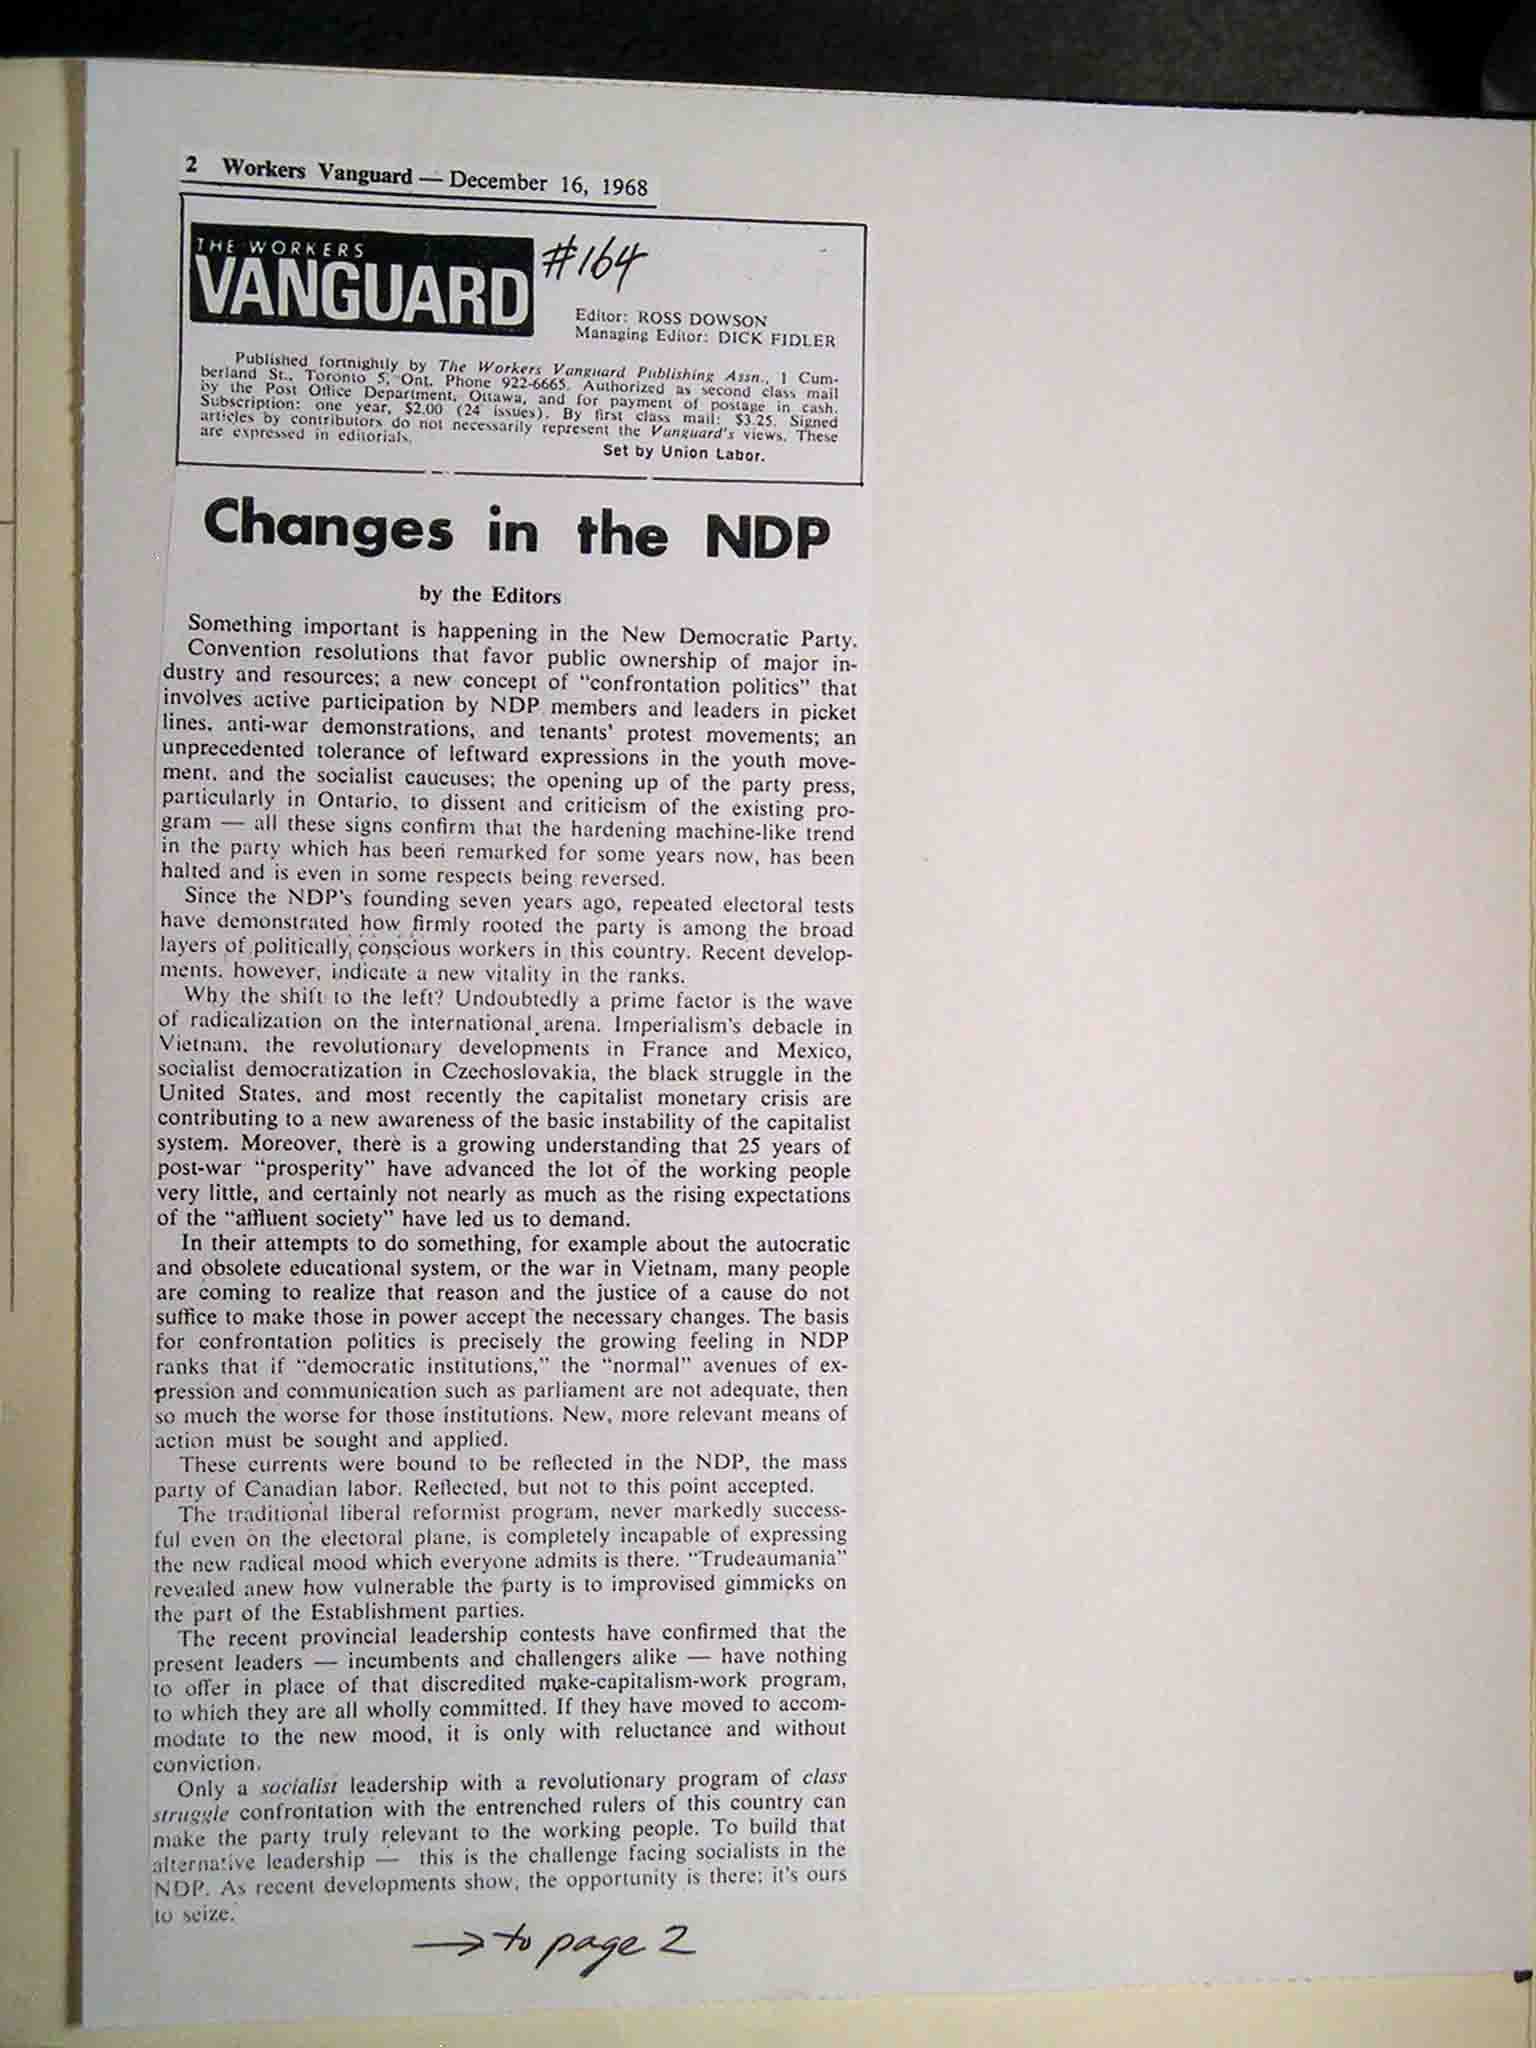 2 Workers Vanguard — December 16, 1968
THE WORKERS
VANGUARD
#164
Editor: ROSS DOWSON
Managing Editor: DICK FIDLER
Published fortnightly by The Workers Vanguard Publishing Assn., 1 Cum-
berland St., Toronto 5, Ont. Phone 922-6665. Authorized as second class mail
by the Post Office Department, Ottawa, and for payment of postage in cash.
Subscription: one year, $2.00 (24 issues). By first class mail: $3.25. Signed
articles by contributors do not necessarily represent the Vanguard's views. These
are expressed in editorials.
Set by Union Labor.
Changes in the NDP
by the Editors
Something important is happening in the New Democratic Party.
Convention resolutions that favor public ownership of major in-
dustry and resources; a new concept of "confrontation politics" that
involves active participation by NDP members and leaders in picket
lines, anti-war demonstrations, and tenants' protest movements; an
unprecedented tolerance of leftward expressions in the youth move-
ment, and the socialist caucuses; the opening up of the party press,
particularly in Ontario, to dissent and criticism of the existing pro-
gram — all these signs confirm that the hardening machine-like trend
in the party which has been remarked for some years now, has been
halted and is even in some respects being reversed.
Since the NDP's founding seven years ago, repeated electoral tests
have demonstrated how firmly rooted the party is among the broad
layers of politically conscious workers in this country. Recent develop-
ments, however, indicate a new vitality in the ranks.
Why the shift to the left? Undoubtedly a prime factor is the wave
of radicalization on the international arena. Imperialism's debacle in
Vietnam, the revolutionary developments in France and Mexico,
socialist democratization in Czechoslovakia, the black struggle in the
United States, and most recently the capitalist monetary crisis are
contributing to a new awareness of the basic instability of the capitalist
system. Moreover, there is a growing understanding that 25 years of
post-war "prosperity" have advanced the lot of the working people
very little, and certainly not nearly as much as the rising expectations
of the "affluent society" have led us to demand.
In their attempts to do something, for example about the autocratic
and obsolete educational system, or the war in Vietnam, many people
are coming to realize that reason and the justice of a cause do not
suffice to make those in power accept the necessary changes. The basis
for confrontation politics is precisely the growing feeling in NDP
ranks that if "democratic institutions," the "normal" avenues of ex-
pression and communication such as parliament are not adequate, then
so much the worse for those institutions. New, more relevant means of
action must be sought and applied.
These currents were bound to be reflected in the NDP, the mass
party of Canadian labor. Reflected, but not to this point accepted.
The traditional liberal reformist program, never markedly success-
ful even on the electoral plane, is completely incapable of expressing
the new radical mood which everyone admits is there. "Trudeaumania"
revealed anew how vulnerable the party is to improvised gimmicks on
the part of the Establishment parties.
The recent provincial leadership contests have confirmed that the
present leaders — incumbents and challengers alike — have nothing
to offer in place of that discredited make-capitalism-work program,
to which they are all wholly committed. If they have moved to accom-
modate to the new mood, it is only with reluctance and without
conviction.
Only a socialist leadership with a revolutionary program of class
struggle confrontation with the entrenched rulers of this country can
make the party truly relevant to the working people. To build that
alternative leadership — this is the challenge facing socialists in the
NDP. As recent developments show, the opportunity is there; it's ours
to seize.
→ to page 2